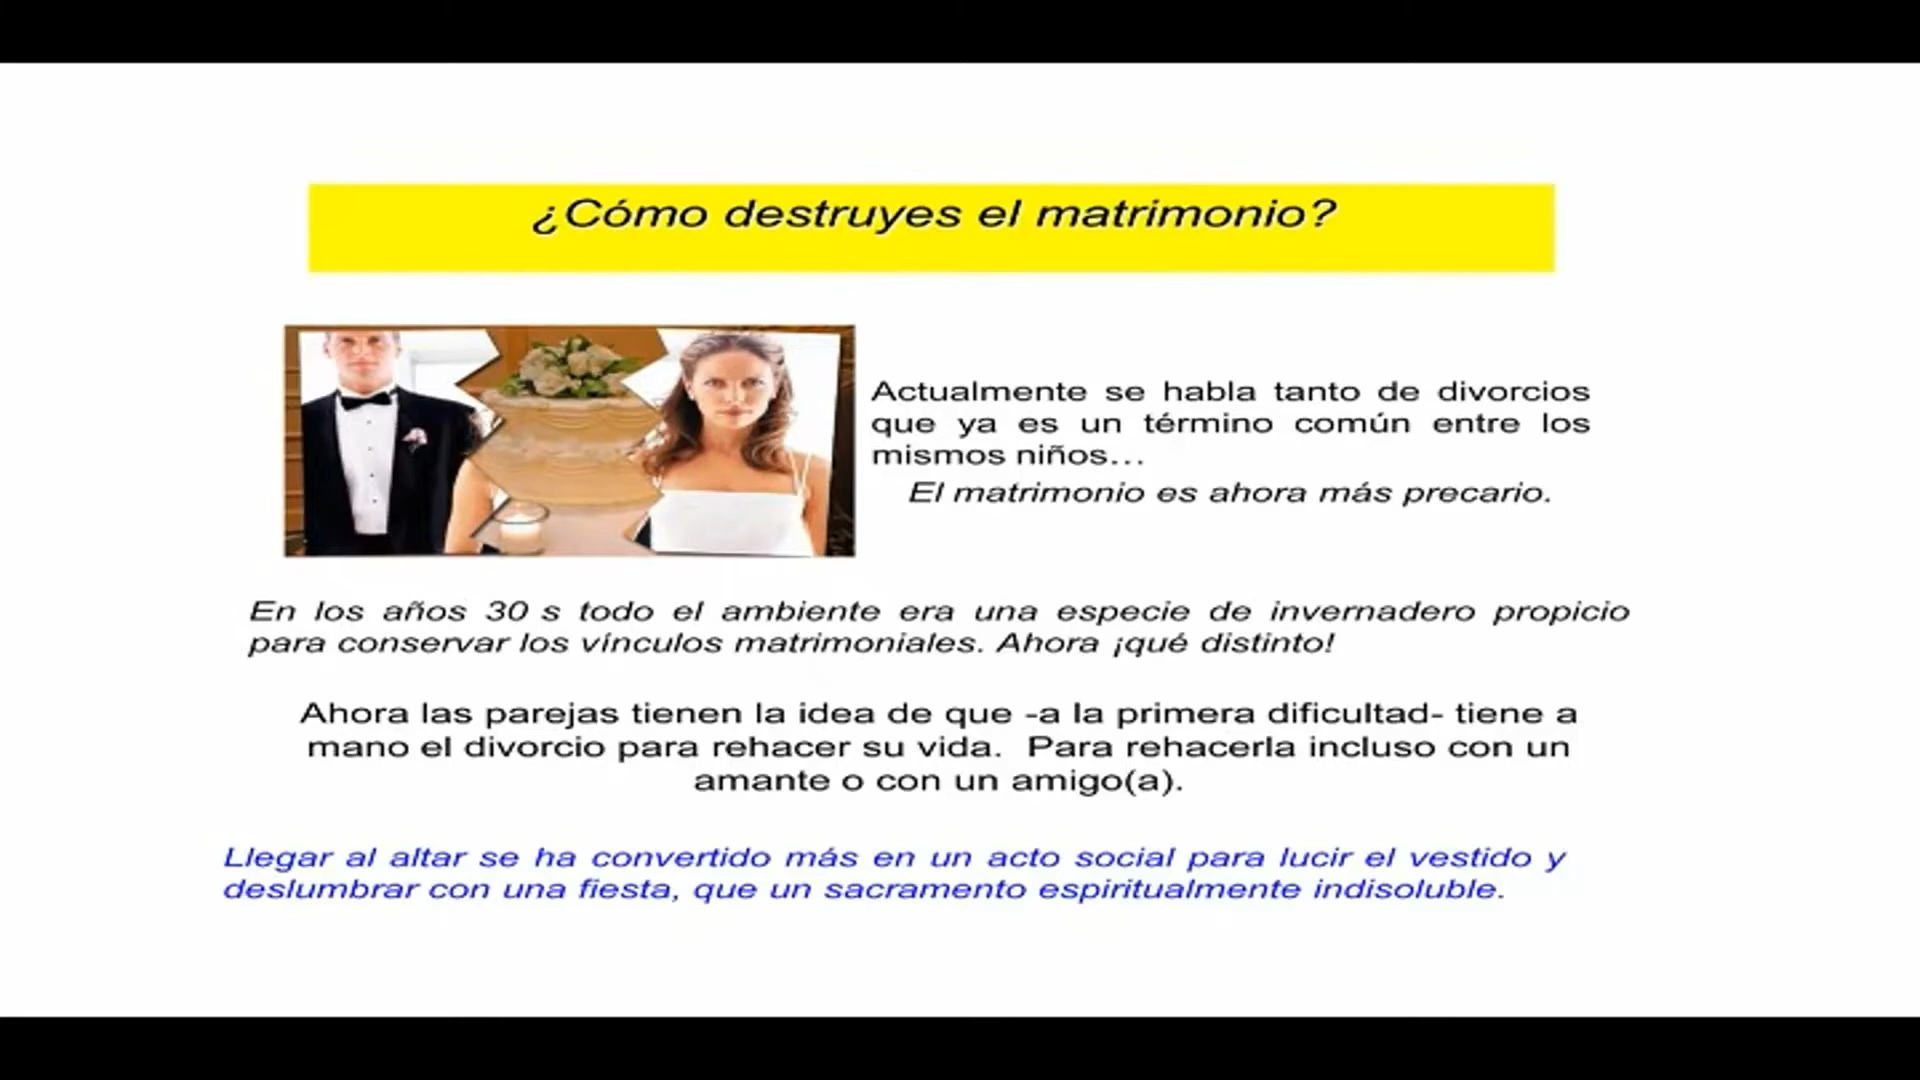 ¿Cómo destruyes el matrimonio?
Actualmente se habla tanto de divorcios
que ya es un término común entre los
mismos niños...
El matrimonio es ahora más precario.
En los años 30 s todo el ambiente era una especie de invernadero propicio
para conservar los vínculos matrimoniales. Ahora ¡qué distinto!
Ahora las parejas tienen la idea de que -a la primera dificultad- tiene a
mano el divorcio para rehacer su vida.  Para rehacerla incluso con un
amante o con un amigo(a).
Llegar al altar se ha convertido más en un acto social para lucir el vestido y
deslumbrar con una fiesta, que un sacramento espiritualmente indisoluble.